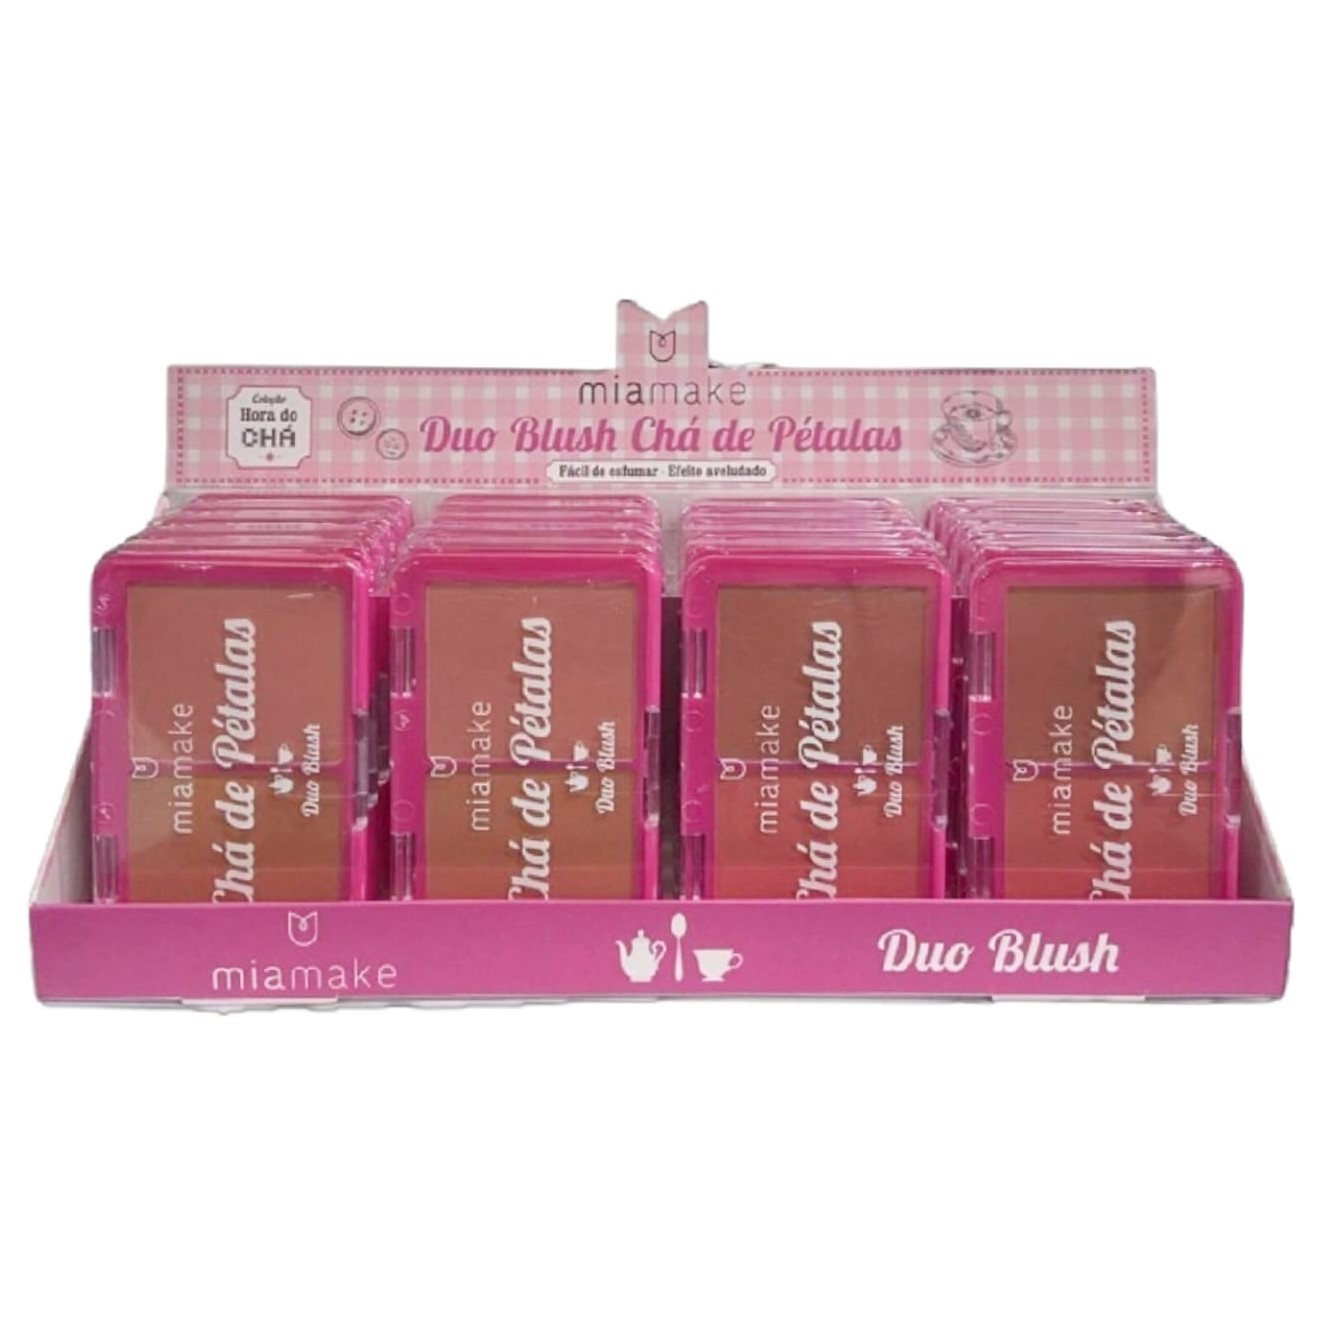 Coleção
Hora do
CHÁ
miamake
Duo Blush Chá de Pétalas
Fácil de esfumar - Efeito aveludado
miamake
Chá de Pétalas
Duo Blush
miamake
Chá de Pétalas
Duo Blush
miamake
Chá de Pétalas
Duo Blush
miamake
Chá de Pétalas
Duo Blush
miamake
Duo Blush